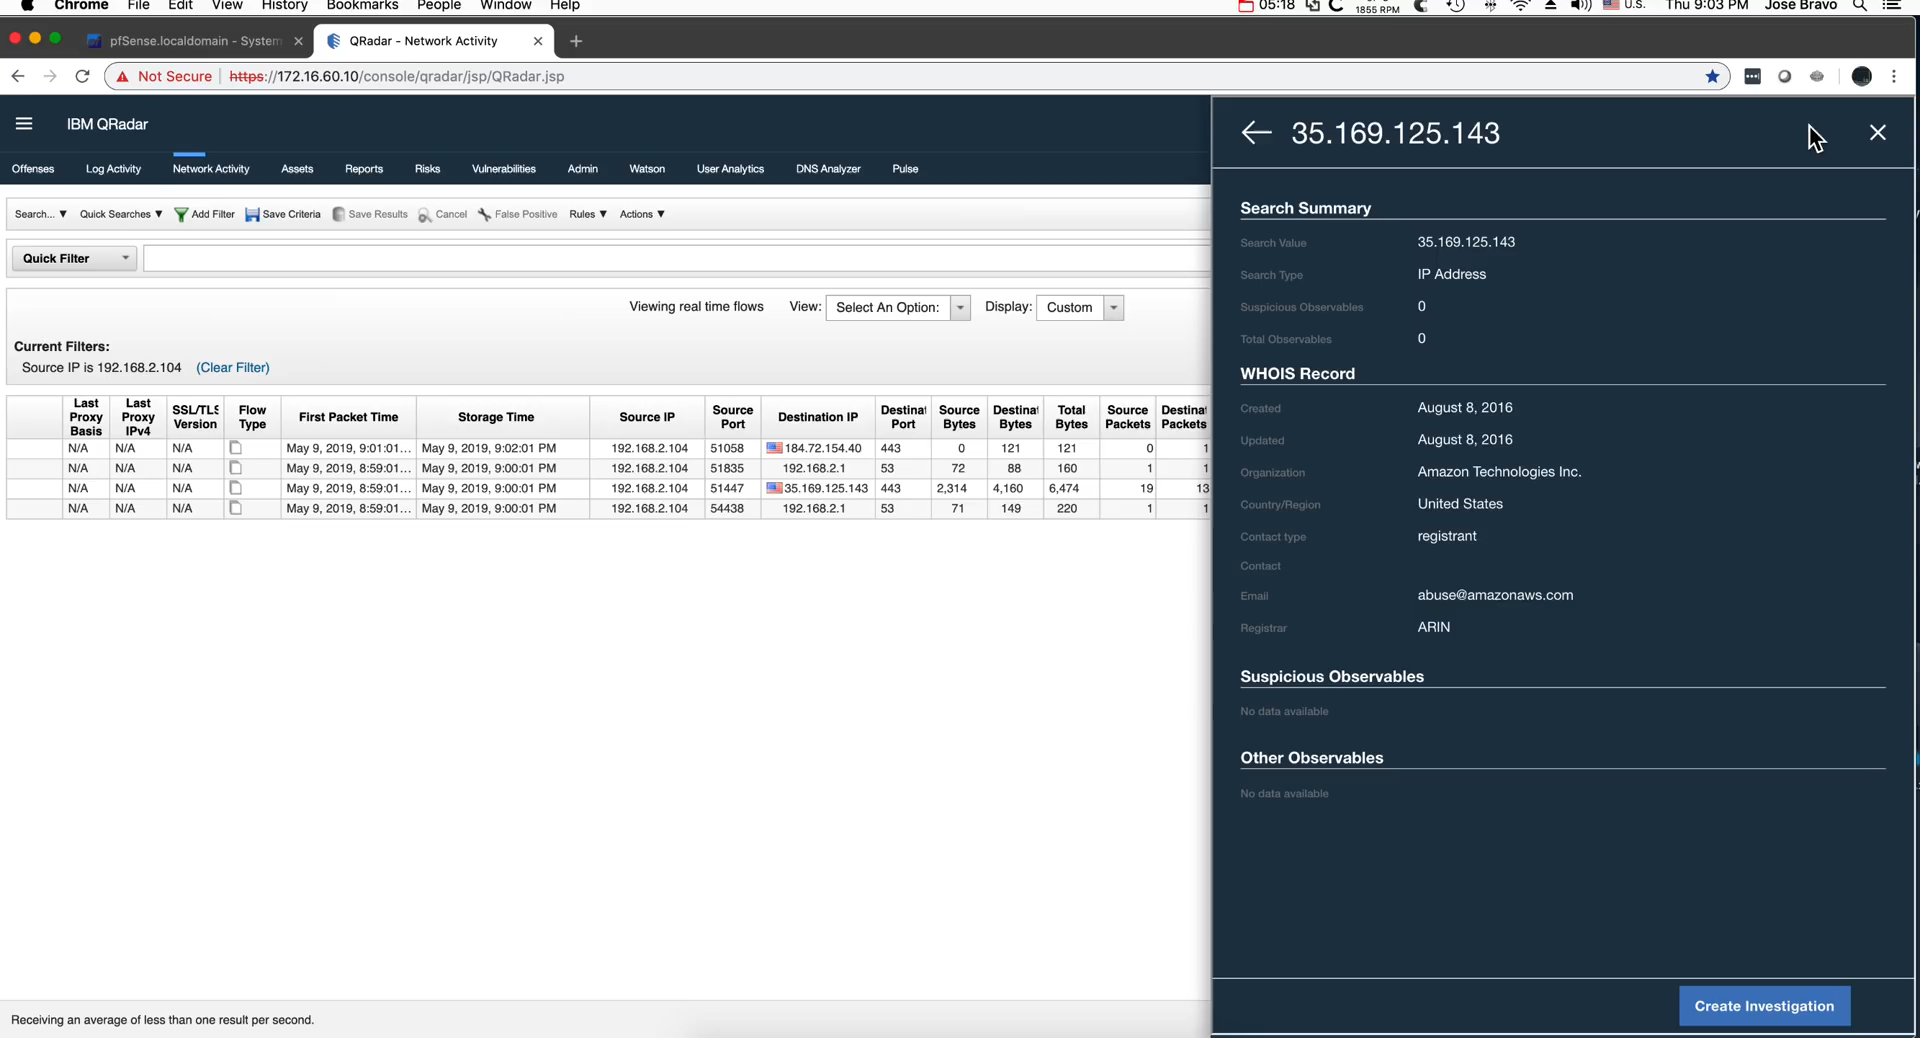 Chrome File Edit View History Bookmarks People Window Help 05:18 1855 RPM U.S. Thu 9:03 PM Jose Bravo
pfSense.localdomain - System QRadar - Network Activity
Not Secure https://172.16.60.10/console/qradar/jsp/QRadar.jsp
IBM QRadar
Offenses Log Activity Network Activity Assets Reports Risks Vulnerabilities Admin Watson User Analytics DNS Analyzer Pulse
Search... Quick Searches Add Filter Save Criteria Save Results Cancel False Positive Rules Actions
Quick Filter
Viewing real time flows View: Select An Option: Display: Custom
Current Filters:
Source IP is 192.168.2.104 (Clear Filter)
Last Proxy Basis Last Proxy IPv4 SSL/TLS Version Flow Type First Packet Time Storage Time Source IP Source Port Destination IP Destinat Port Source Bytes Destinat Bytes Total Bytes Source Packets Destinat Packets
N/A N/A N/A May 9, 2019, 9:01:01... May 9, 2019, 9:02:01 PM 192.168.2.104 51058 184.72.154.40 443 0 121 121 0 1
N/A N/A N/A May 9, 2019, 8:59:01... May 9, 2019, 9:00:01 PM 192.168.2.104 51835 192.168.2.1 53 72 88 160 1 1
N/A N/A N/A May 9, 2019, 8:59:01... May 9, 2019, 9:00:01 PM 192.168.2.104 51447 35.169.125.143 443 2,314 4,160 6,474 19 13
N/A N/A N/A May 9, 2019, 8:59:01... May 9, 2019, 9:00:01 PM 192.168.2.104 54438 192.168.2.1 53 71 149 220 1 1
Receiving an average of less than one result per second.
35.169.125.143
Search Summary
Search Value 35.169.125.143
Search Type IP Address
Suspicious Observables 0
Total Observables 0
WHOIS Record
Created August 8, 2016
Updated August 8, 2016
Organization Amazon Technologies Inc.
Country/Region United States
Contact type registrant
Contact
Email abuse@amazonaws.com
Registrar ARIN
Suspicious Observables
No data available
Other Observables
No data available
Create Investigation